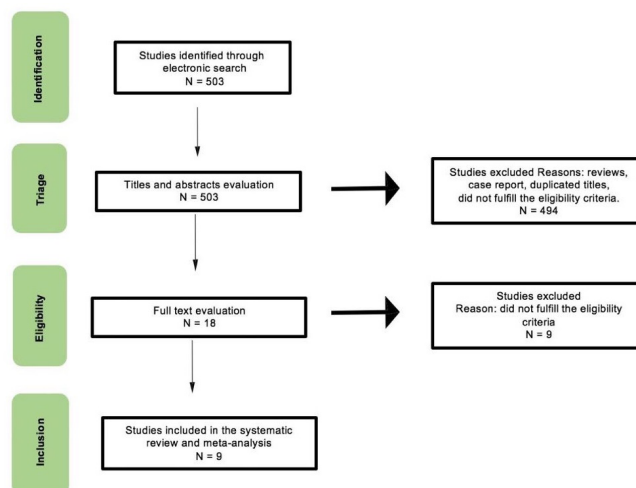 Identification
Studies identified through
electronic search
N = 503
Triage
Titles and abstracts evaluation
N = 503
Studies excluded Reasons: reviews,
case report, duplicated titles,
did not fulfill the eligibility criteria.
N = 494
Eligibility
Full text evaluation
N = 18
Studies excluded
Reason: did not fulfill the eligibility
criteria
N = 9
Inclusion
Studies included in the systematic
review and meta-analysis
N = 9